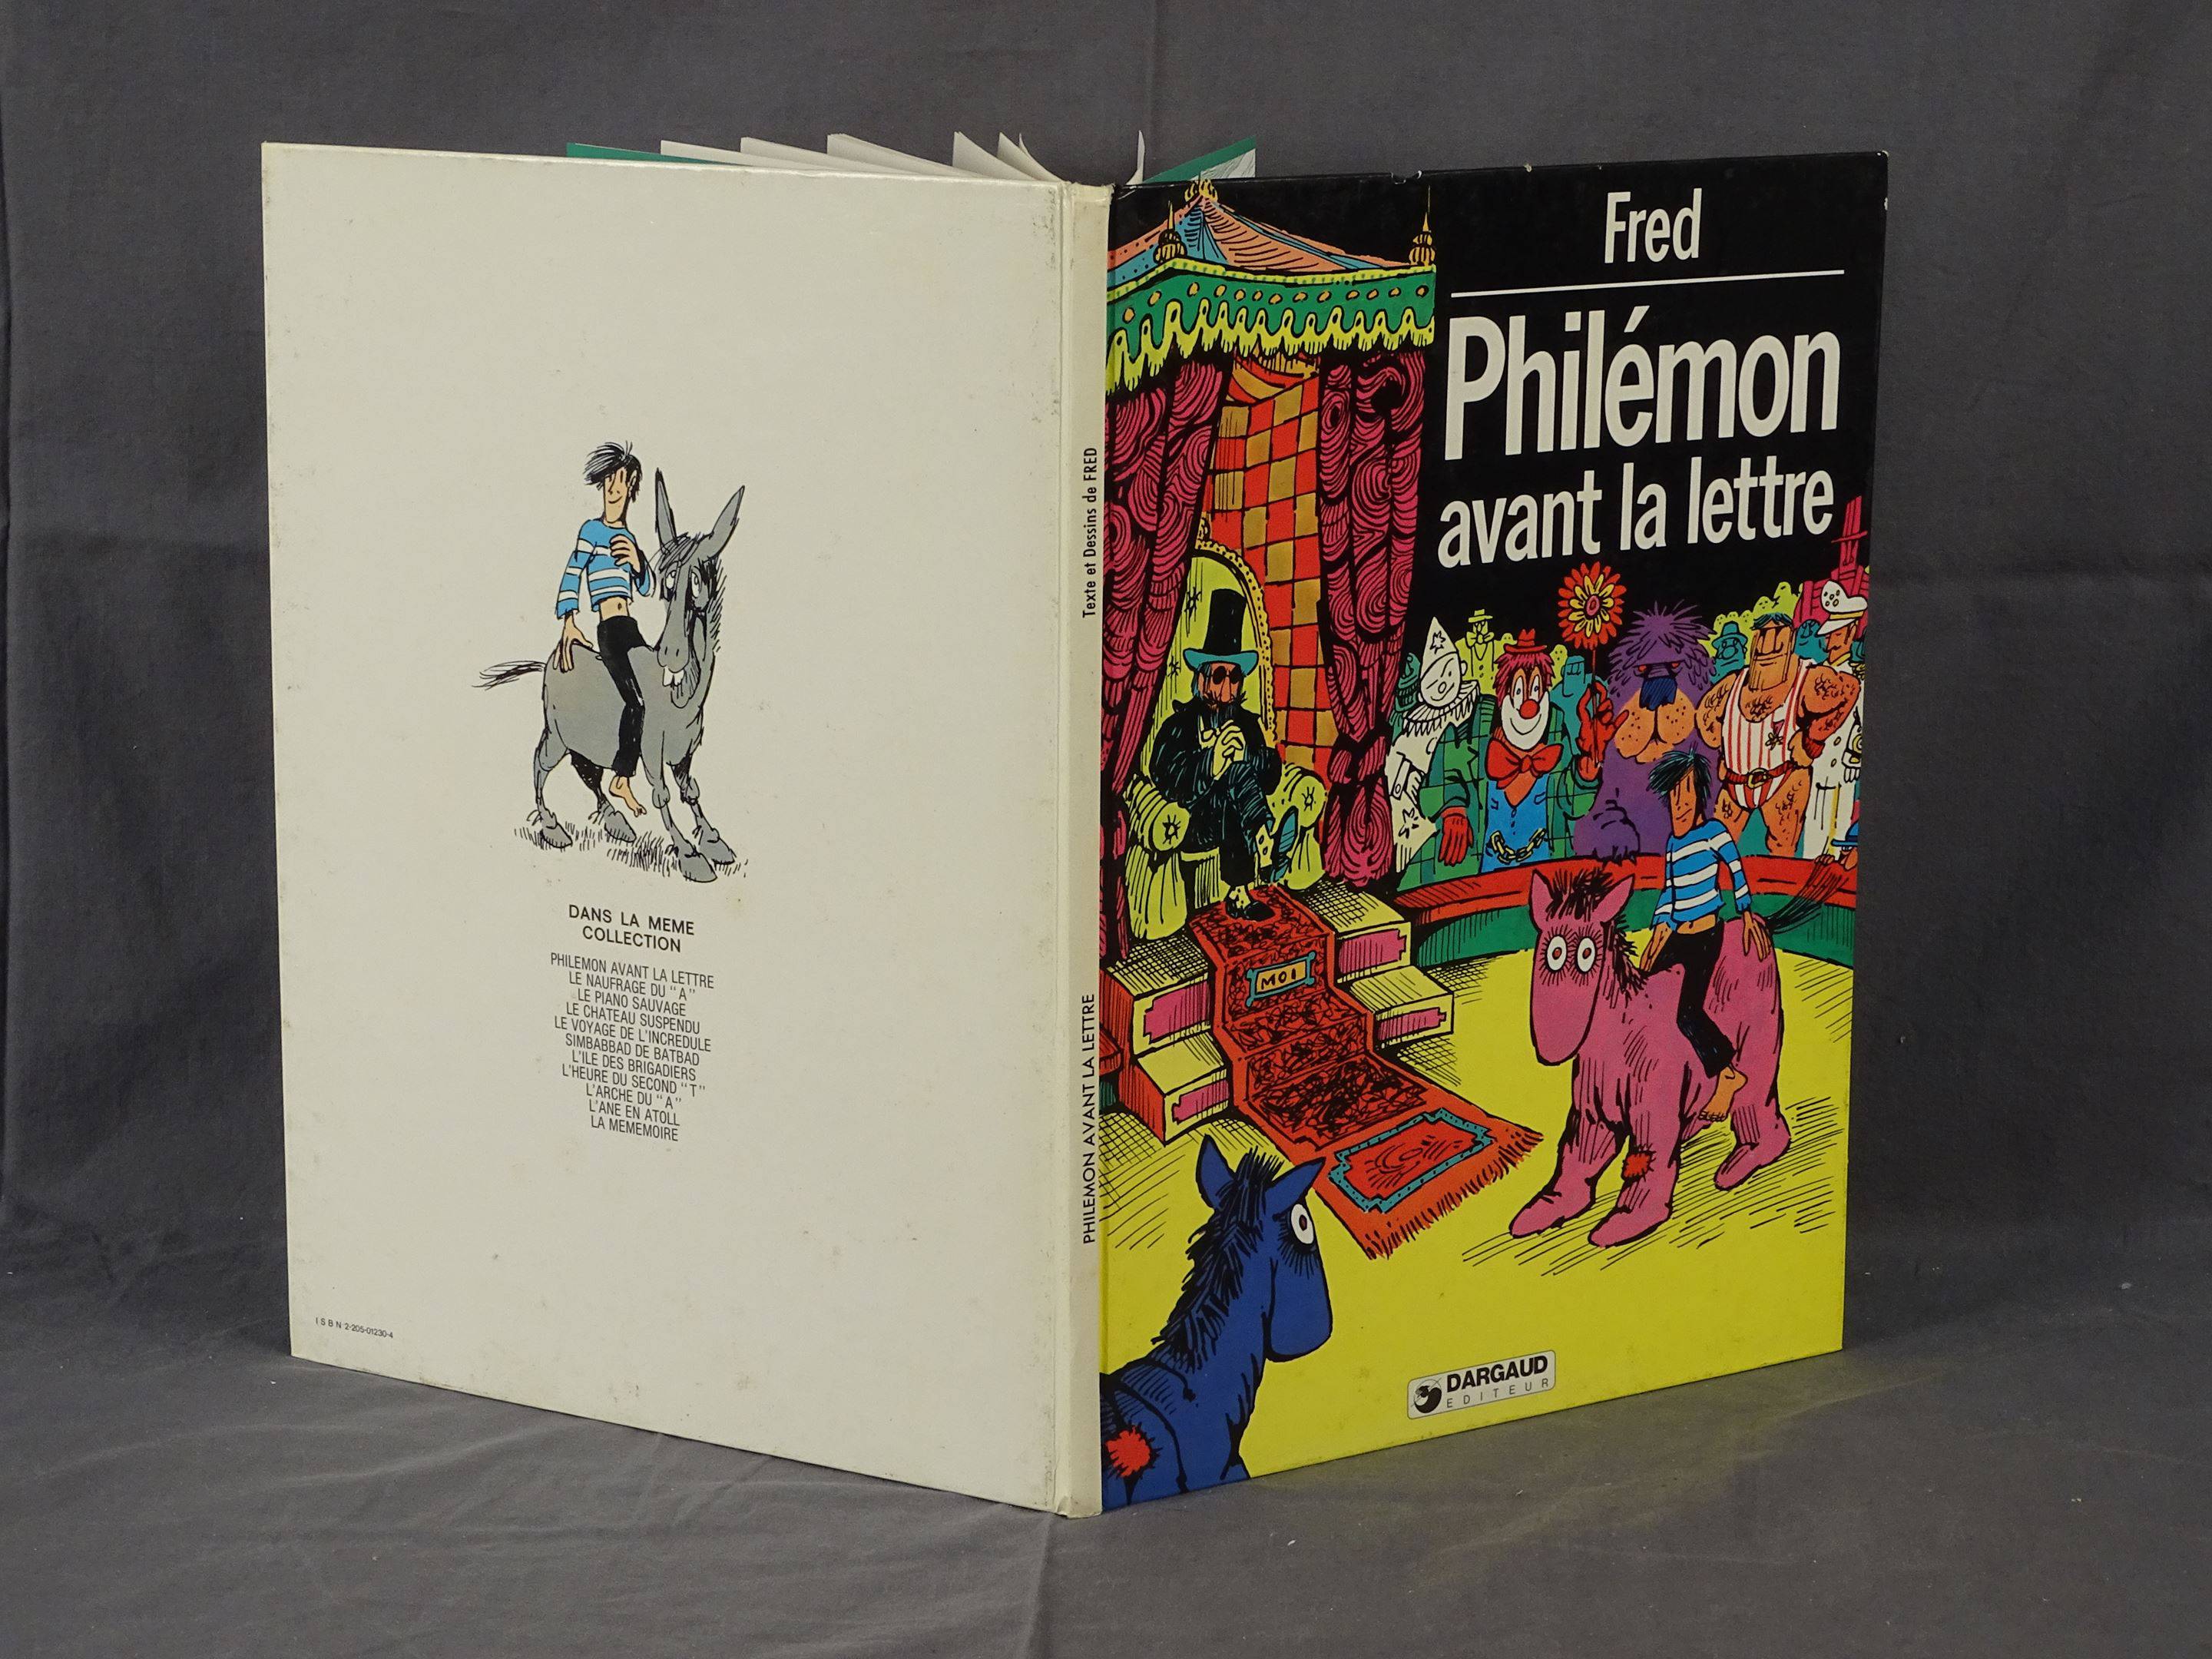 DANS LA MEME
COLLECTION
PHILEMON AVANT LA LETTRE
LE NAUFRAGE DU "A"
LE PIANO SAUVAGE
LE CHATEAU SUSPENDU
LE VOYAGE DE L'INCREDULE
SIMBABBAD DE BATBAD
L'ILE DES BRIGADIERS
L'HEURE DU SECOND "T"
L'ARCHE DU "A"
L'ANE EN ATOLL
LA MEMEMOIRE
ISBN 2-205-01230-4
PHILEMON AVANT LA LETTRE
Texte et Dessins de FRED
Fred
Philémon
avant la lettre
MOI
DARGAUD
EDITEUR